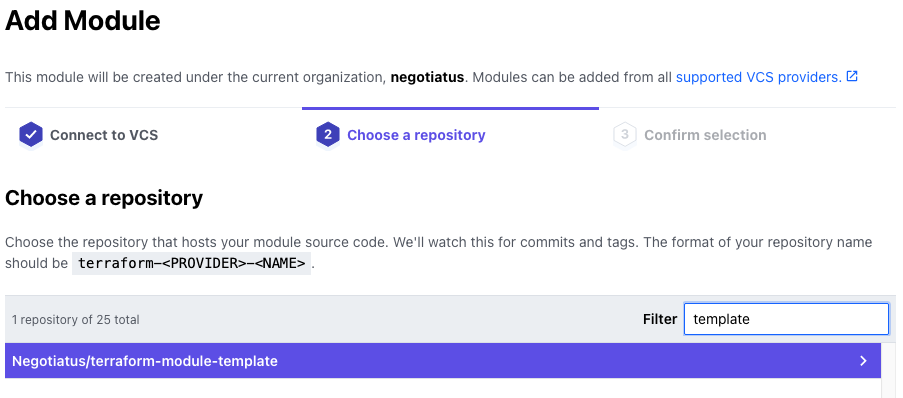 Add Module
This module will be created under the current organization, negotiatus. Modules can be added from all supported VCS providers.
Connect to VCS
2 Choose a repository
3 Confirm selection
Choose a repository
Choose the repository that hosts your module source code. We'll watch this for commits and tags. The format of your repository name
should be terraform-<PROVIDER>-<NAME>.
1 repository of 25 total
Filter template
Negotiatus/terraform-module-template